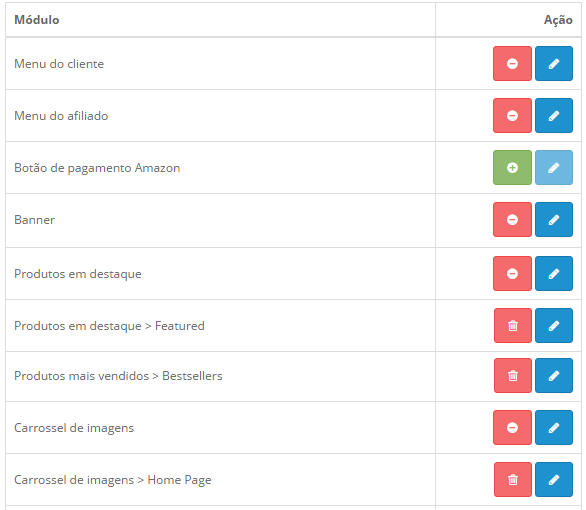 Módulo Ação
Menu do cliente
Menu do afiliado
Botão de pagamento Amazon
Banner
Produtos em destaque
Produtos em destaque > Featured
Produtos mais vendidos > Bestsellers
Carrossel de imagens
Carrossel de imagens > Home Page